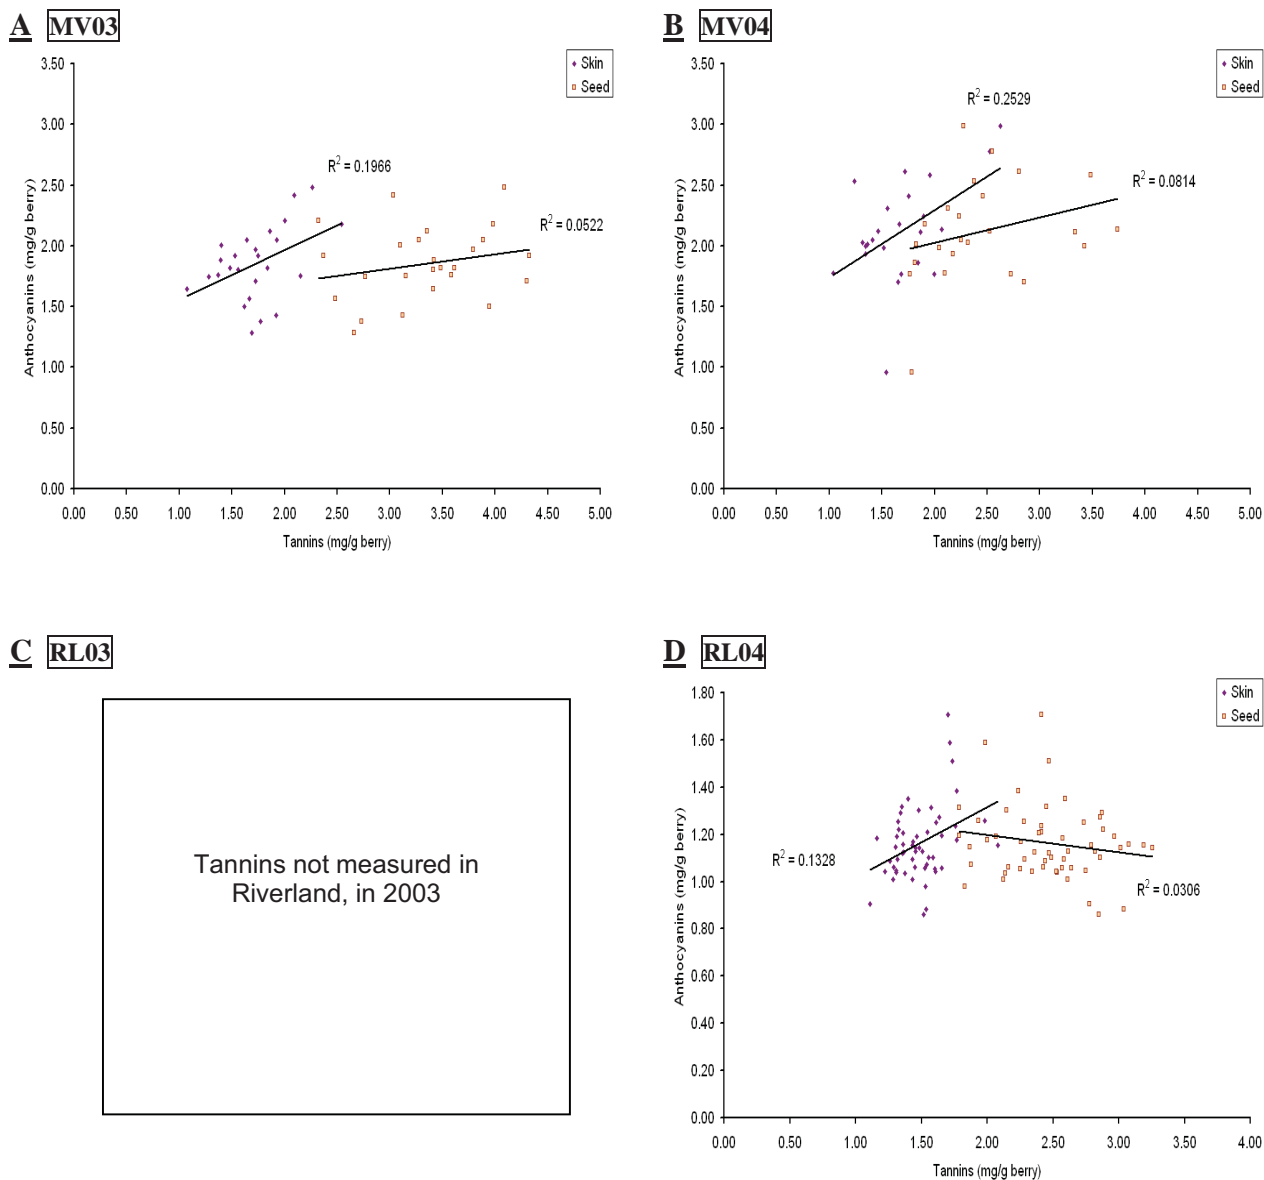 A MV03
3.50
3.00
2.50
2.00
1.50
1.00
0.50
0.00
Anthocyanins (mg/g berry)
0.00 0.50 1.00 1.50 2.00 2.50 3.00 3.50 4.00 4.50 5.00
Tannins (mg/g berry)
Skin
Seed
R² = 0.1966
R² = 0.0522
B MV04
3.50
3.00
2.50
2.00
1.50
1.00
0.50
0.00
Anthocyanins (mg/g berry)
0.00 0.50 1.00 1.50 2.00 2.50 3.00 3.50 4.00 4.50 5.00
Tannins (mg/g berry)
Skin
Seed
R² = 0.2529
R² = 0.0814
C RL03
Tannins not measured in
Riverland, in 2003
D RL04
1.80
1.60
1.40
1.20
1.00
0.80
0.60
0.40
0.20
0.00
Anthocyanins (mg/g berry)
0.00 0.50 1.00 1.50 2.00 2.50 3.00 3.50 4.00
Tannins (mg/g berry)
Skin
Seed
R² = 0.1328
R² = 0.0306